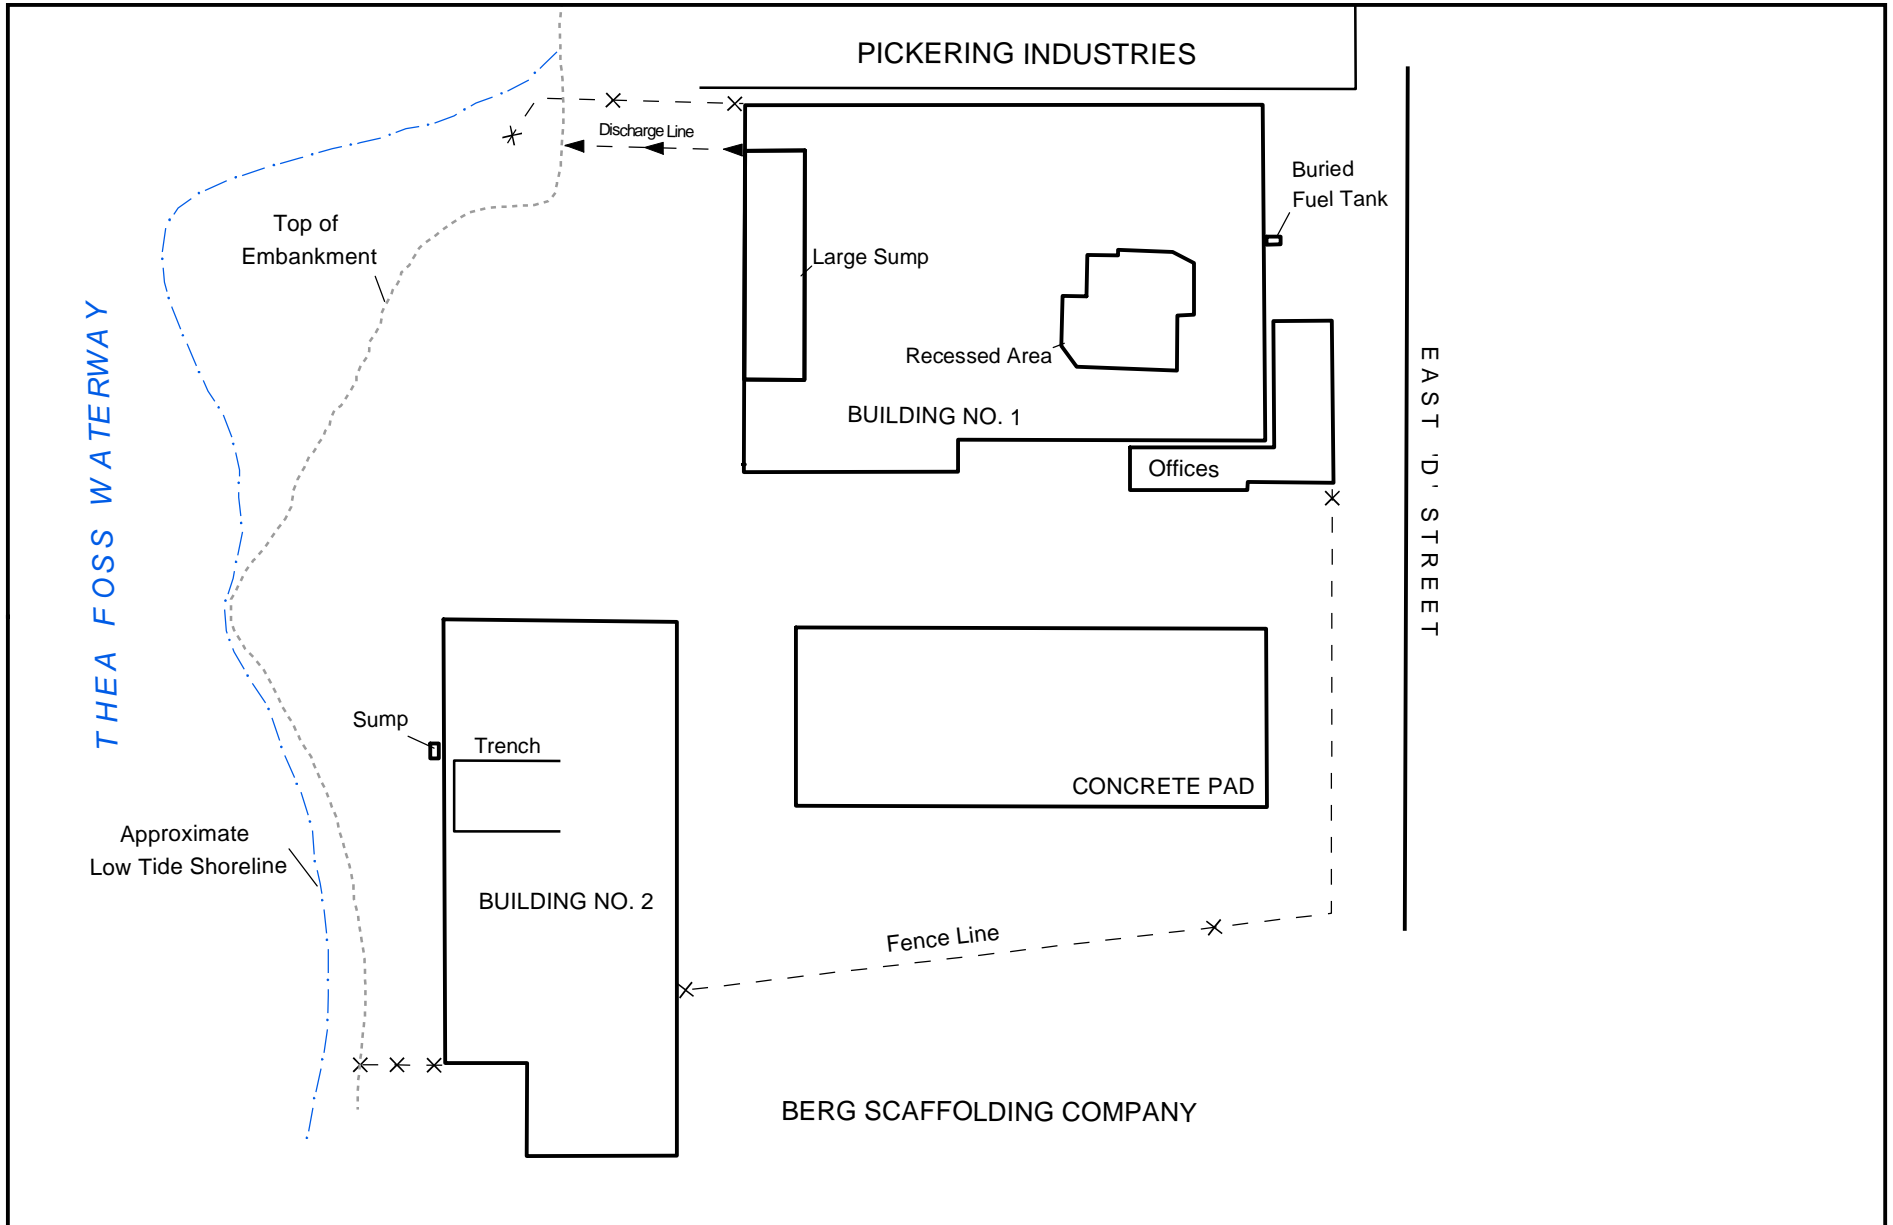 PICKERING INDUSTRIES
Discharge Line
Buried
Fuel Tank
Top of
Embankment
Large Sump
Recessed Area
BUILDING NO. 1
Offices
THEA FOSS WATERWAY
EAST 'D' STREET
Sump
Trench
CONCRETE PAD
Approximate
Low Tide Shoreline
BUILDING NO. 2
Fence Line
BERG SCAFFOLDING COMPANY